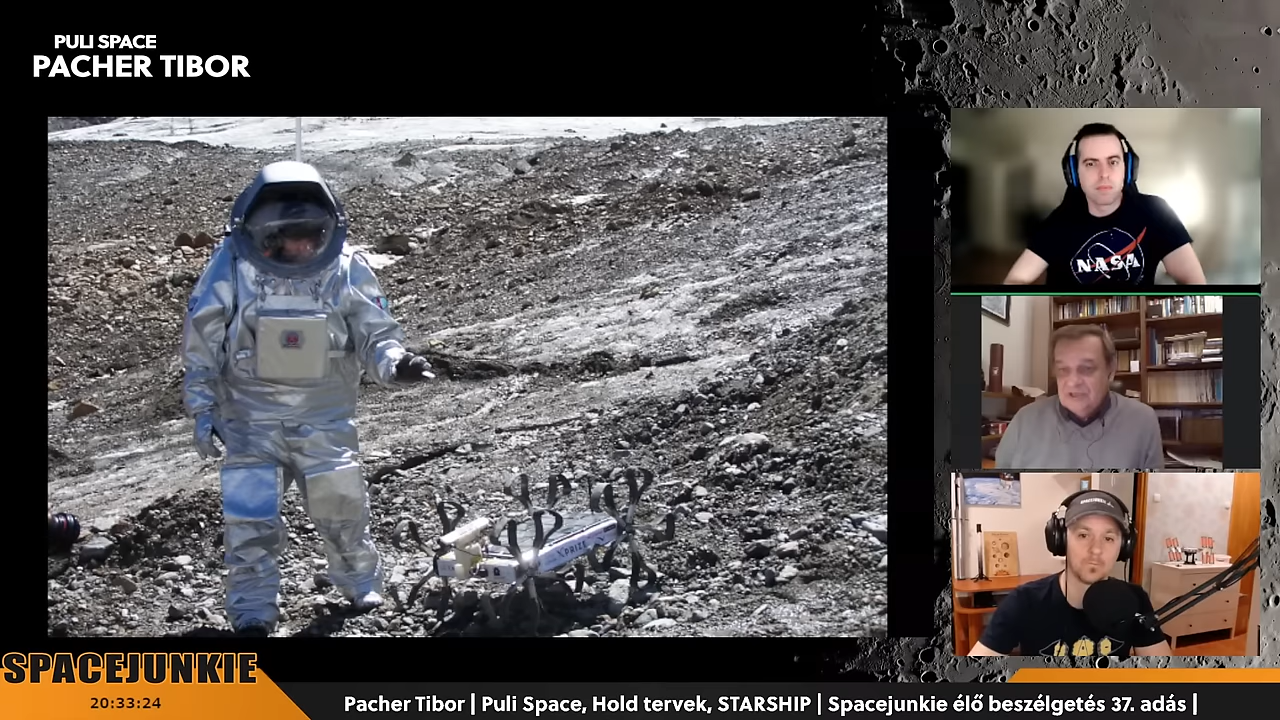 PULI SPACE
PACHER TIBOR
PRIZE
NASA
SPACEJUNKIE
20:33:24
Pacher Tibor | Puli Space, Hold tervek, STARSHIP | Spacejunkie élő beszélgetés 37. adás |